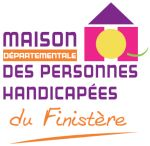 MAISON
DÉPARTEMENTALE
DES PERSONNES
HANDICAPÉES
du Finistère